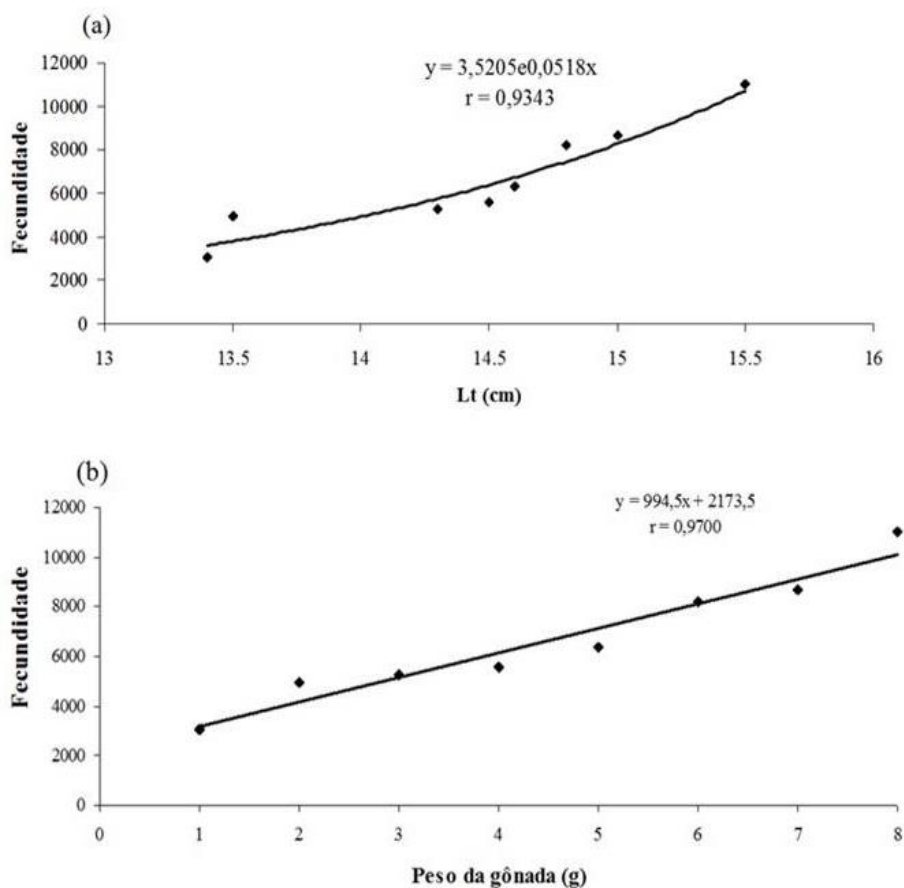 (a)
12000
10000
8000
6000
4000
2000
0
Fecundidade
y = 3,5205e0,0518x
r = 0,9343
13 13.5 14 14.5 15 15.5 16
Lt (cm)
(b)
12000
10000
8000
6000
4000
2000
0
Fecundidade
y = 994,5x + 2173,5
r = 0,9700
0 1 2 3 4 5 6 7 8
Peso da gônada (g)